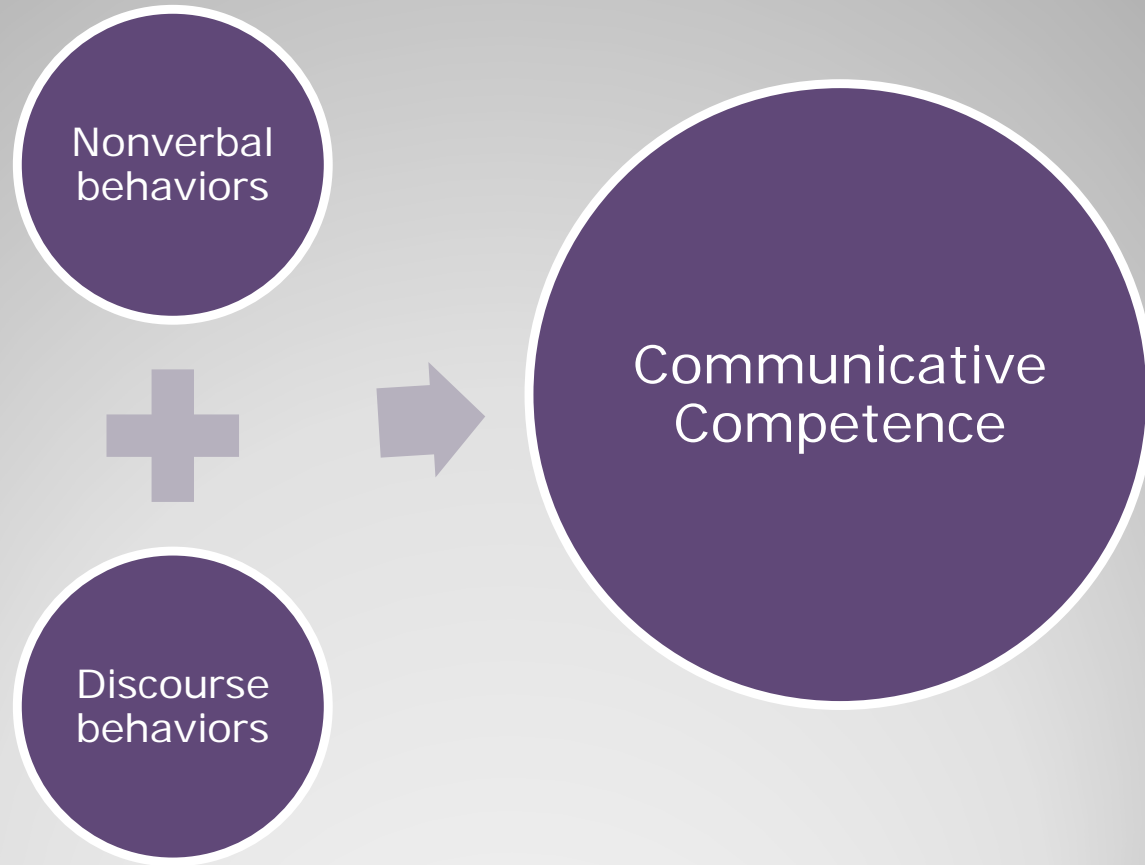 Nonverbal
behaviors
Discourse
behaviors
Communicative
Competence